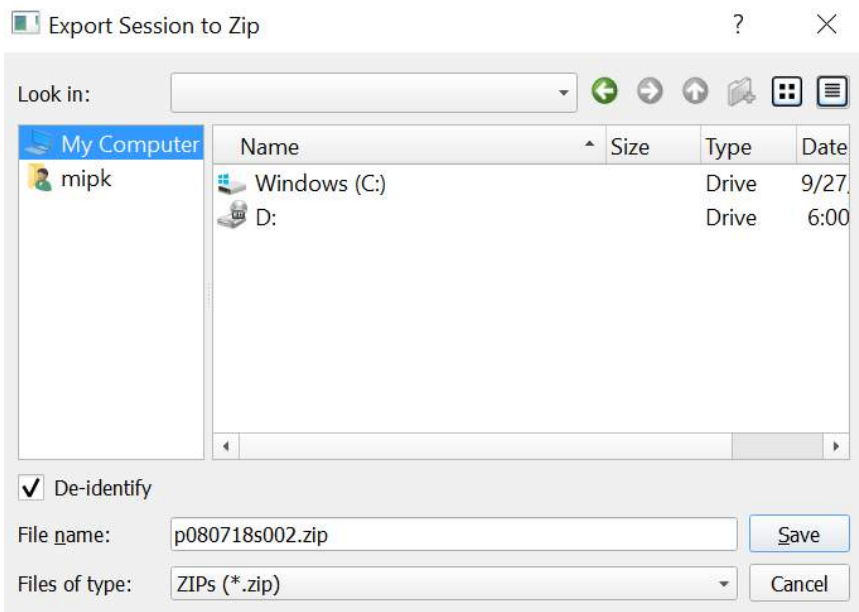 Export Session to Zip
?
Look in:
My Computer
mipk
Name Size Type Date
Windows (C:) Drive 9/27
D: Drive 6:00
De-identify
File name: p080718s002.zip Save
Files of type: ZIPs (*.zip) Cancel